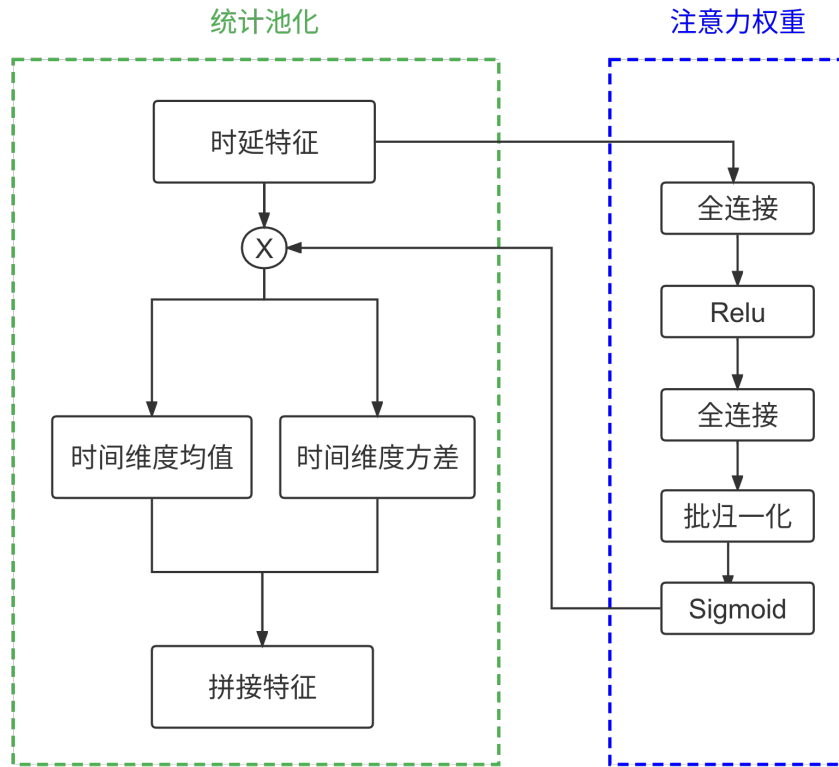 统计池化
注意力权重
时延特征
全连接
X
Relu
全连接
时间维度均值
时间维度方差
批归一化
Sigmoid
拼接特征